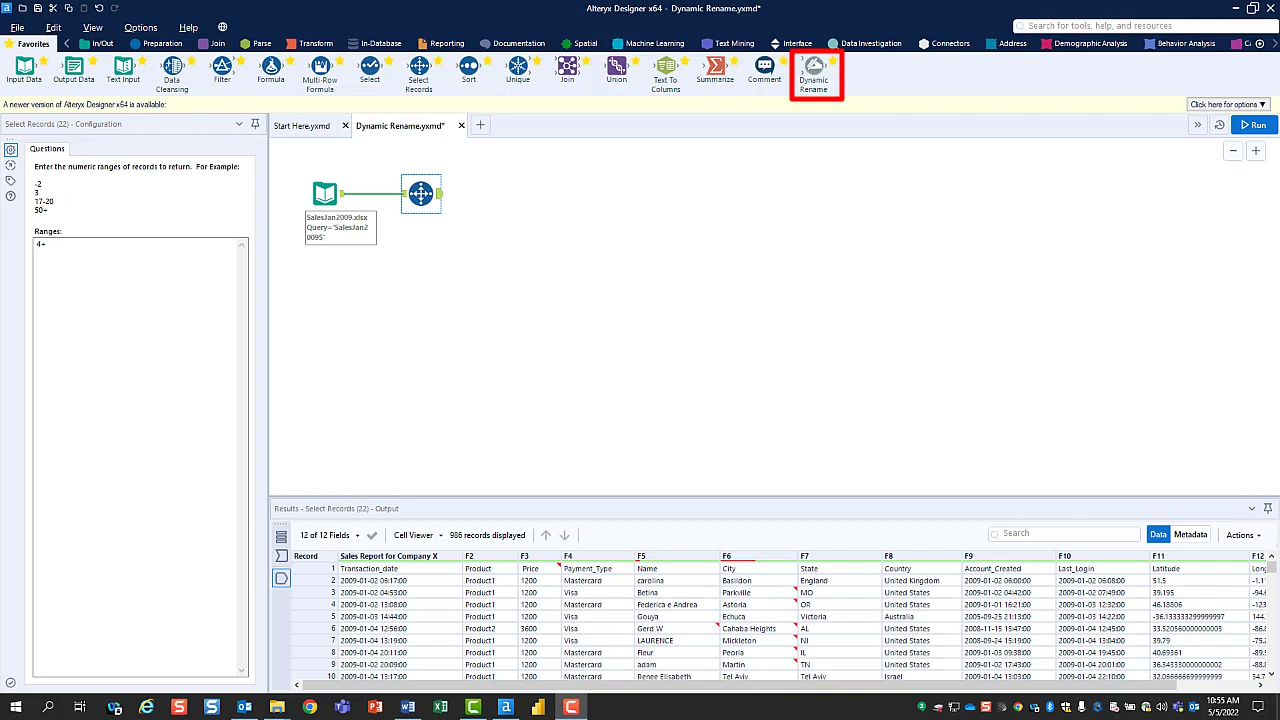 Alteryx Designer x64 - Dynamic Rename.yxmd*
File Edit View Options Help
Search for tools, help, and resources
Favorites In/Out Preparation Join Parse Transform In-Database Reporting Documentation Spatial Machine Learning Text Mining Interface Data Investigation Connectors Address Demographic Analysis Behavior Analysis
Input Data Output Data Text Input Data Cleansing Filter Formula Multi-Row Formula Select Select Records Sort Unique Join Union Text To Columns Summarize Comment Dynamic Rename
A newer version of Alteryx Designer x64 is available:
Click here for options ▼
Select Records (22) - Configuration
Start Here.yxmd
Dynamic Rename.yxmd*
Run
Questions
Enter the numeric ranges of records to return. For Example:
-2
3
17-20
50+
Ranges:
4+
SalesJan2009.xlsx
Query=`SalesJan2
009$`
Results - Select Records (22) - Output
12 of 12 Fields
Cell Viewer
986 records displayed
Search
Data
Metadata
Actions
Record Sales Report for Company X F2 F3 F4 F5 F6 F7 F8 F9 F10 F11 F12
1 Transaction_date Product Price Payment_Type Name City State Country Account_Created Last_Login Latitude
2 2009-01-02 06:17:00 Product1 1200 Mastercard carolina Basildon England United Kingdom 2009-01-02 06:00:00 2009-01-02 06:08:00 51.5 -1.1
3 2009-01-02 04:53:00 Product1 1200 Visa Betina Parkville MO United States 2009-01-02 04:42:00 2009-01-02 07:49:00 39.195 -94.
4 2009-01-02 13:08:00 Product1 1200 Mastercard Federica e Andrea Astoria OR United States 2009-01-01 16:21:00 2009-01-03 12:32:00 46.18806 -123
5 2009-01-03 14:44:00 Product1 1200 Visa Gouya Echuca Victoria Australia 2005-09-25 21:13:00 2009-01-03 14:22:00 -36.133333299999997 144.
6 2009-01-04 12:56:00 Product2 3600 Visa Gerd W Cahaba Heights AL United States 2008-11-15 15:47:00 2009-01-04 12:45:00 33.520560000000003 -86.
7 2009-01-04 13:19:00 Product1 1200 Visa LAURENCE Mickleton NJ United States 2008-09-24 15:19:00 2009-01-04 13:04:00 39.79 -75.
8 2009-01-04 20:11:00 Product1 1200 Mastercard Fleur Peoria IL United States 2009-01-03 09:38:00 2009-01-04 19:45:00 40.69361 -89.
9 2009-01-02 20:09:00 Product1 1200 Mastercard adam Martin TN United States 2009-01-02 17:43:00 2009-01-04 20:01:00 36.343330000000002 -88.
10 2009-01-04 13:17:00 Product1 1200 Mastercard Renee Elisabeth Tel Aviv Tel Aviv Israel 2009-01-04 13:03:00 2009-01-04 22:10:00 32.066666699999999
10:55 AM
5/5/2022